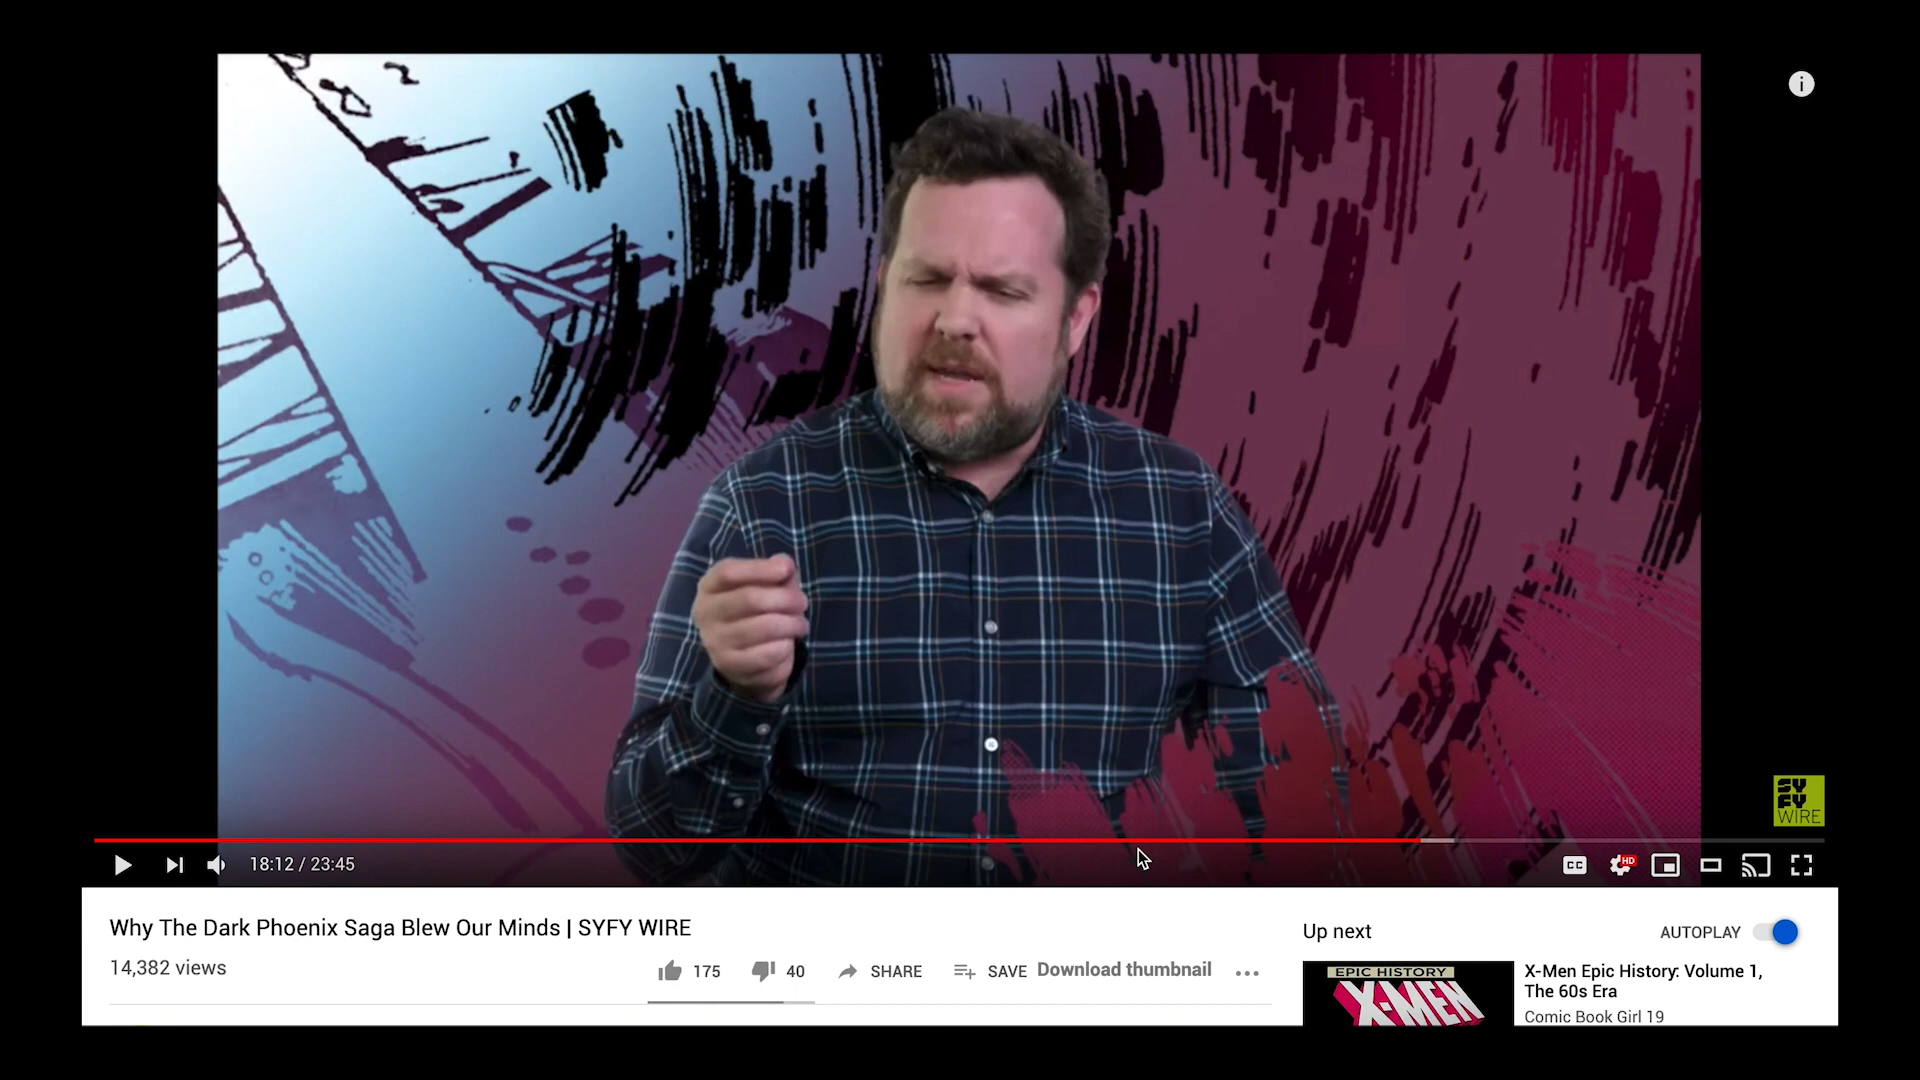 i
SY
FY
WIRE
18:12 / 23:45
CC
HD
Why The Dark Phoenix Saga Blew Our Minds | SYFY WIRE
14,382 views
175
40
SHARE
SAVE
Download thumbnail
Up next
AUTOPLAY
EPIC HISTORY
X-MEN
X-Men Epic History: Volume 1,
The 60s Era
Comic Book Girl 19